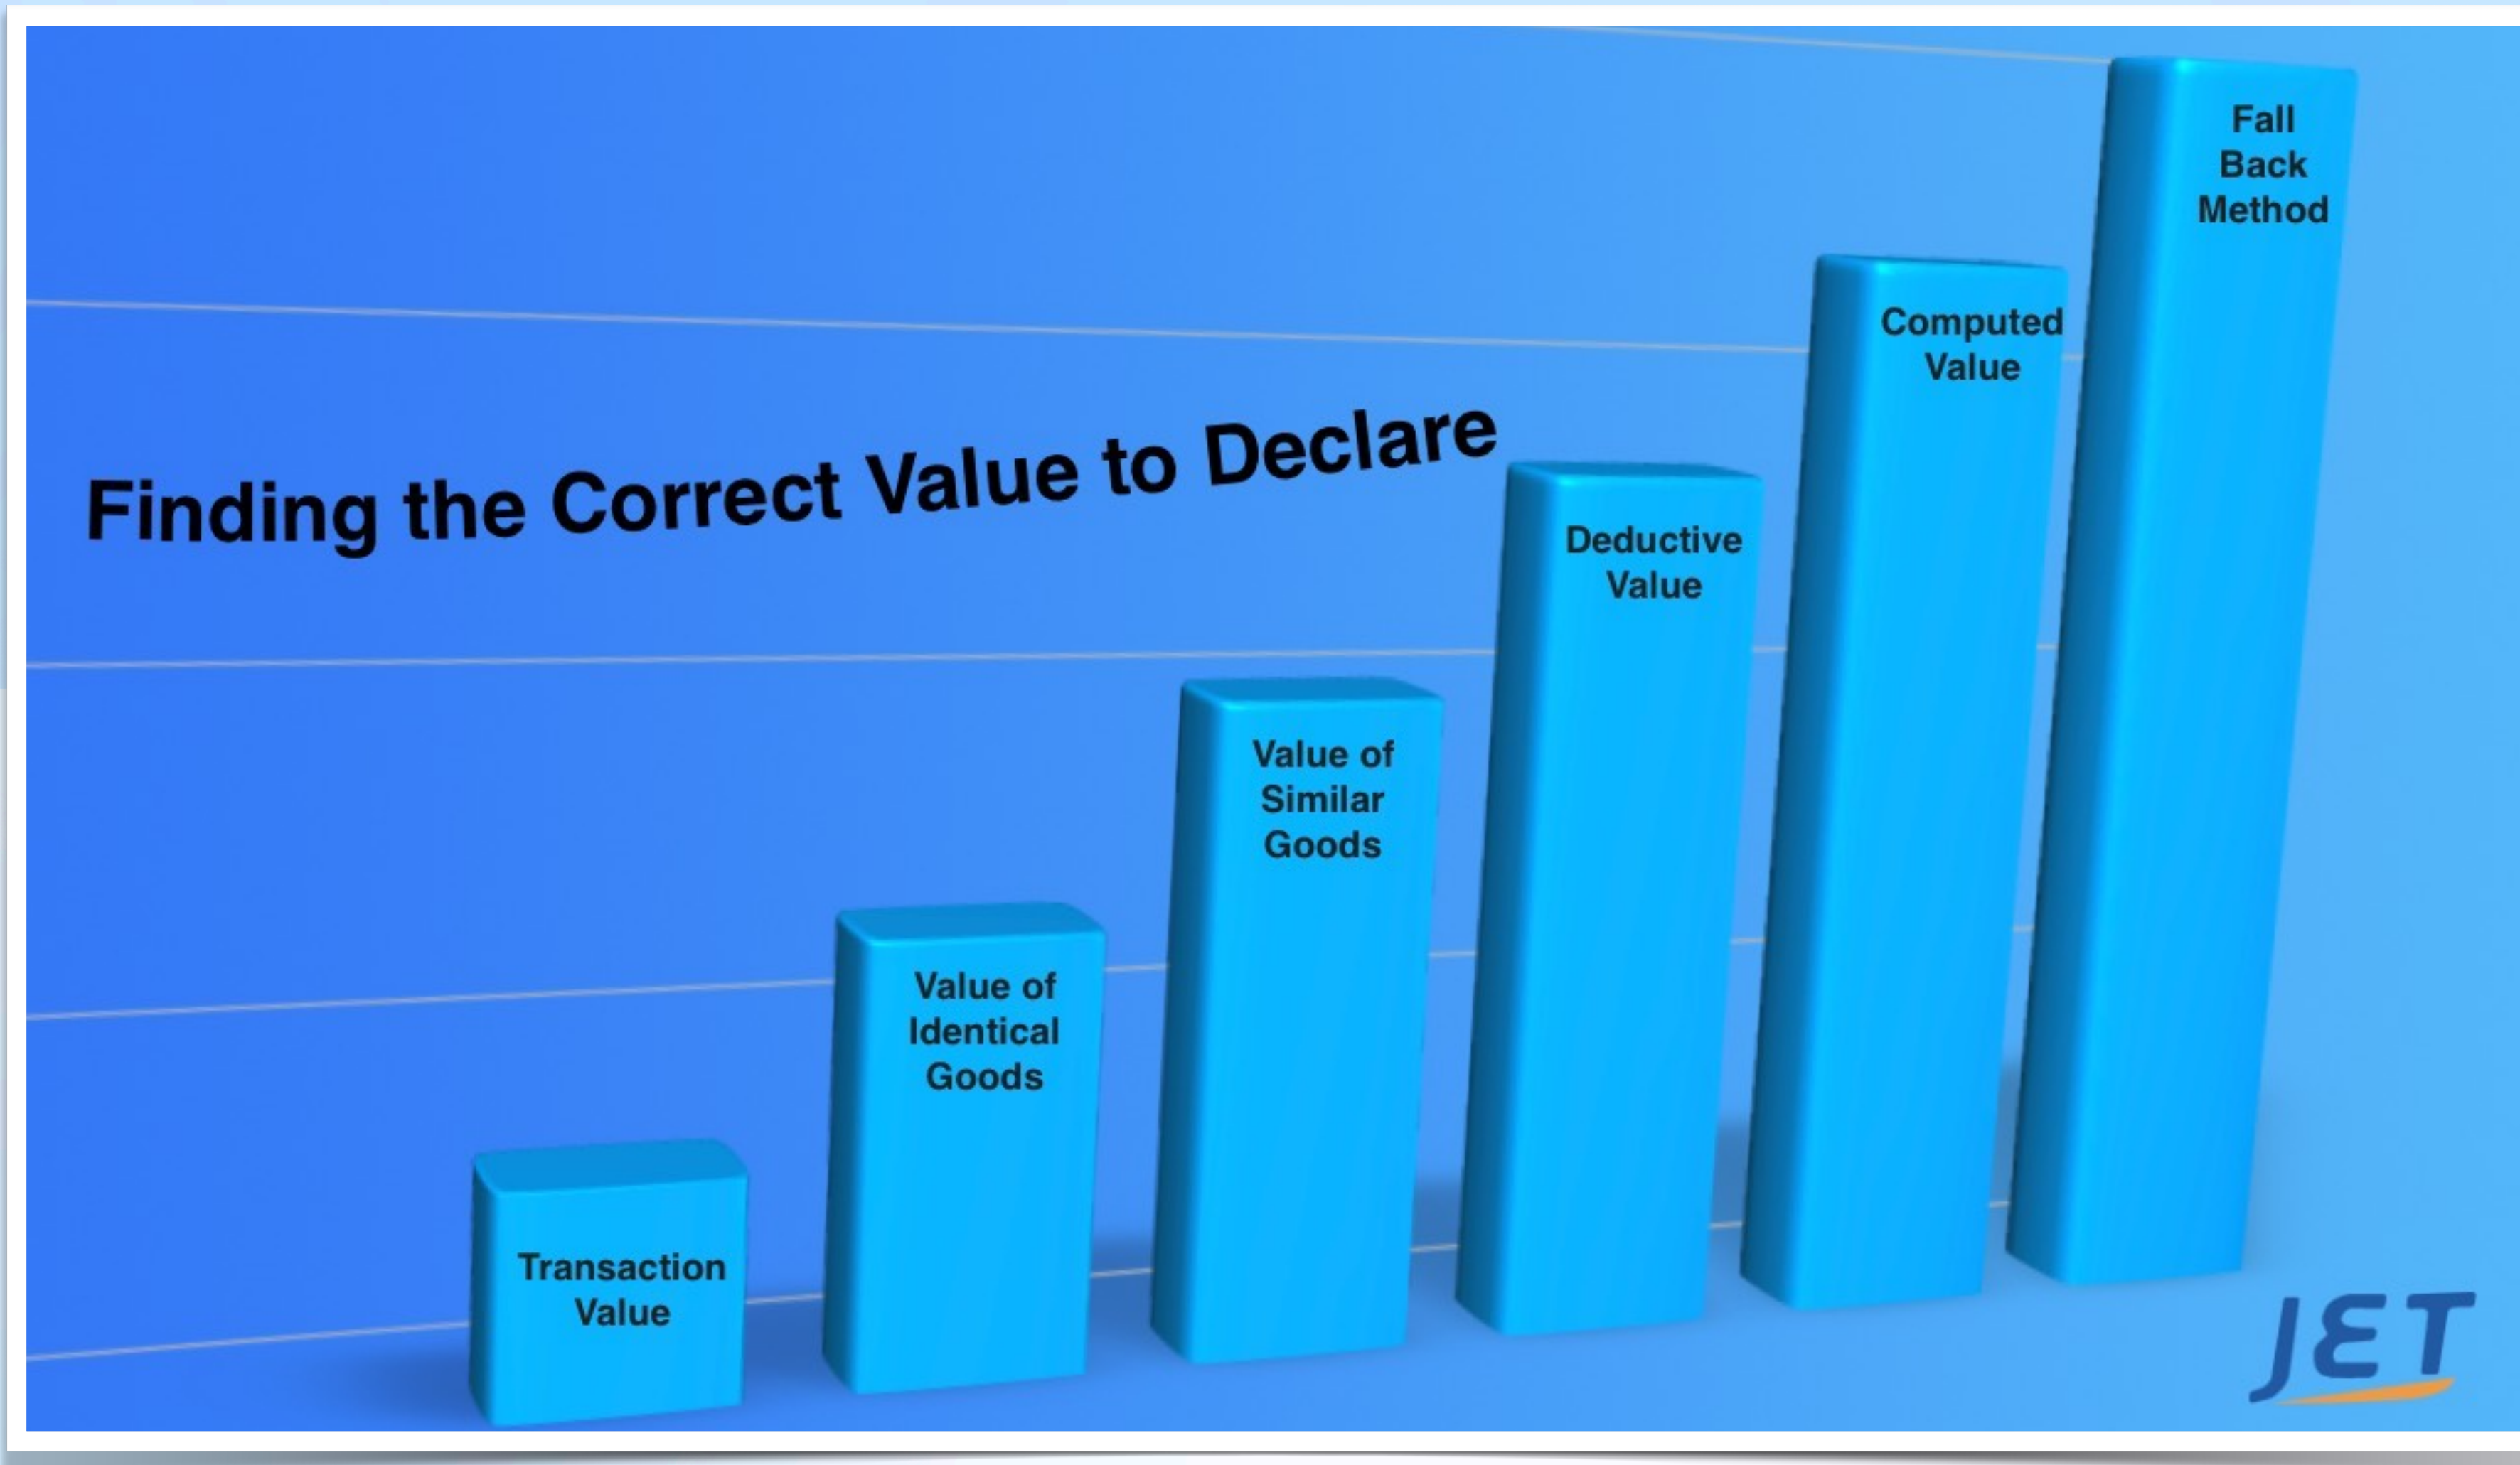 Finding the Correct Value to Declare
Transaction
Value
Value of
Identical
Goods
Value of
Similar
Goods
Deductive
Value
Computed
Value
Fall
Back
Method
JET